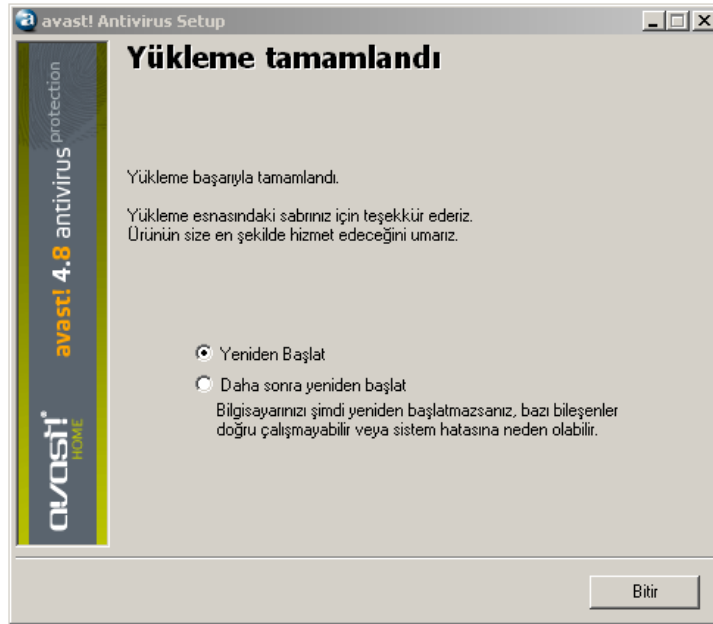 avast! Antivirus Setup
Yükleme tamamlandı
Yükleme başarıyla tamamlandı.
Yükleme esnasındaki sabrınız için teşekkür ederiz.
Ürünün size en şekilde hizmet edeceğini umarız.
Yeniden Başlat
Daha sonra yeniden başlat
Bilgisayarınızı şimdi yeniden başlatmazsanız, bazı bileşenler
doğru çalışmayabilir veya sistem hatasına neden olabilir.
avast! 4.8 antivirus protection
avast!
HOME
Bitir